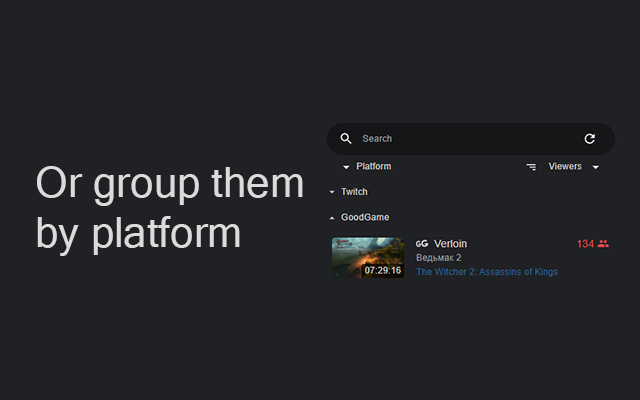 Or group them
by platform
Search
Platform
Viewers
Twitch
GoodGame
07:29:16
GG Verloin
134
Ведьмак 2
The Witcher 2: Assassins of Kings